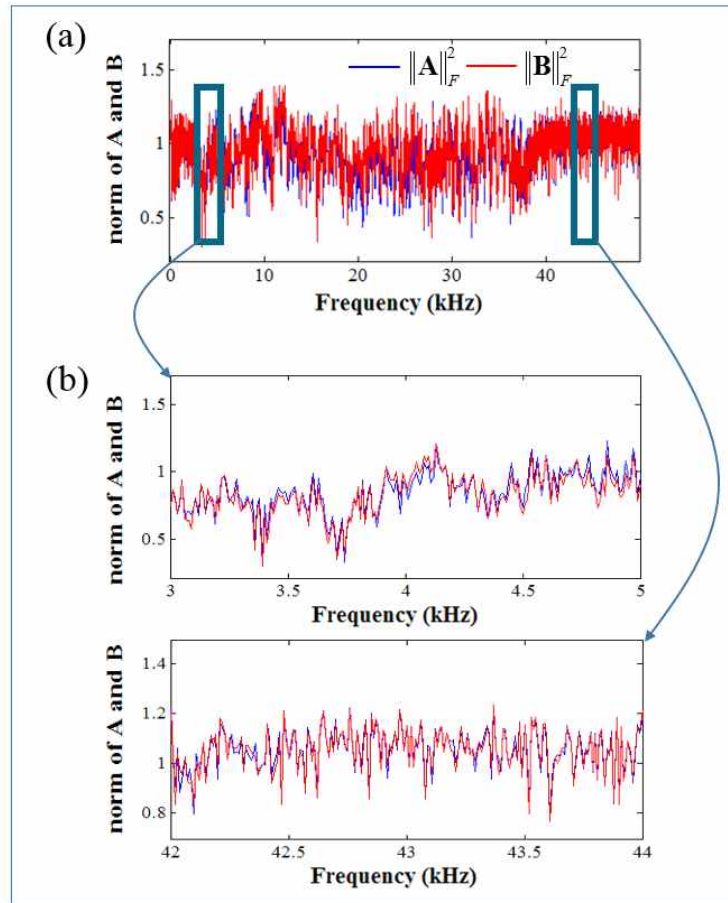 (a)
norm of A and B
1.5
1
0.5
‖A‖²_F ‖B‖²_F
0 10 20 30 40
Frequency (kHz)
(b)
norm of A and B
1.5
1
0.5
3 3.5 4 4.5 5
Frequency (kHz)
norm of A and B
1.4
1.2
1
0.8
42 42.5 43 43.5 44
Frequency (kHz)